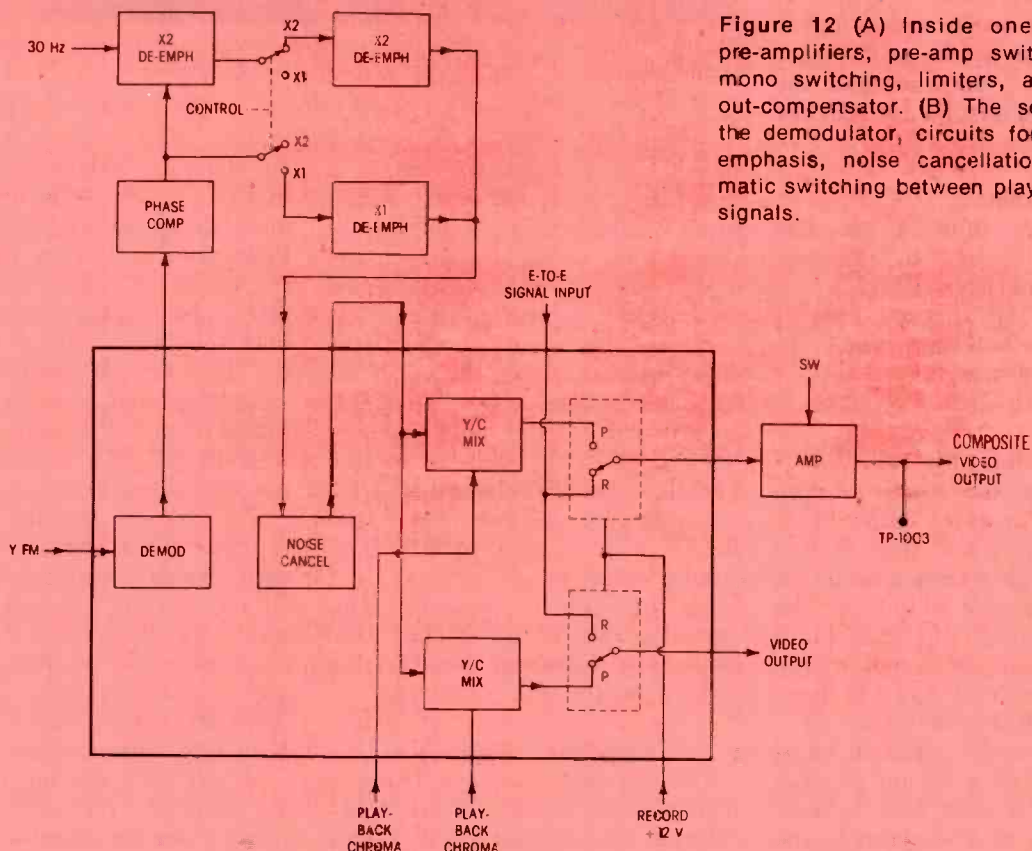 Figure 12 (A) Inside one
pre-amplifiers, pre-amp swit
mono switching, limiters, a
out-compensator. (B) The se
the demodulator, circuits fo
emphasis, noise cancellatio
matic switching between play
signals.
30 Hz
X2
DE-EMPH
X2
X1
X2
DE-EMPH
CONTROL
X2
X1
PHASE
COMP
X1
DE-EMPH
E-TO-E
SIGNAL INPUT
Y/C
MIX
P
R
SW
AMP
COMPOSITE
VIDEO
OUTPUT
TP-1003
Y FM
DEMOD
NOISE
CANCEL
Y/C
MIX
R
P
VIDEO
OUTPUT
PLAY-
BACK
CHROMA
PLAY-
BACK
CHROMA
RECORD
+12 V